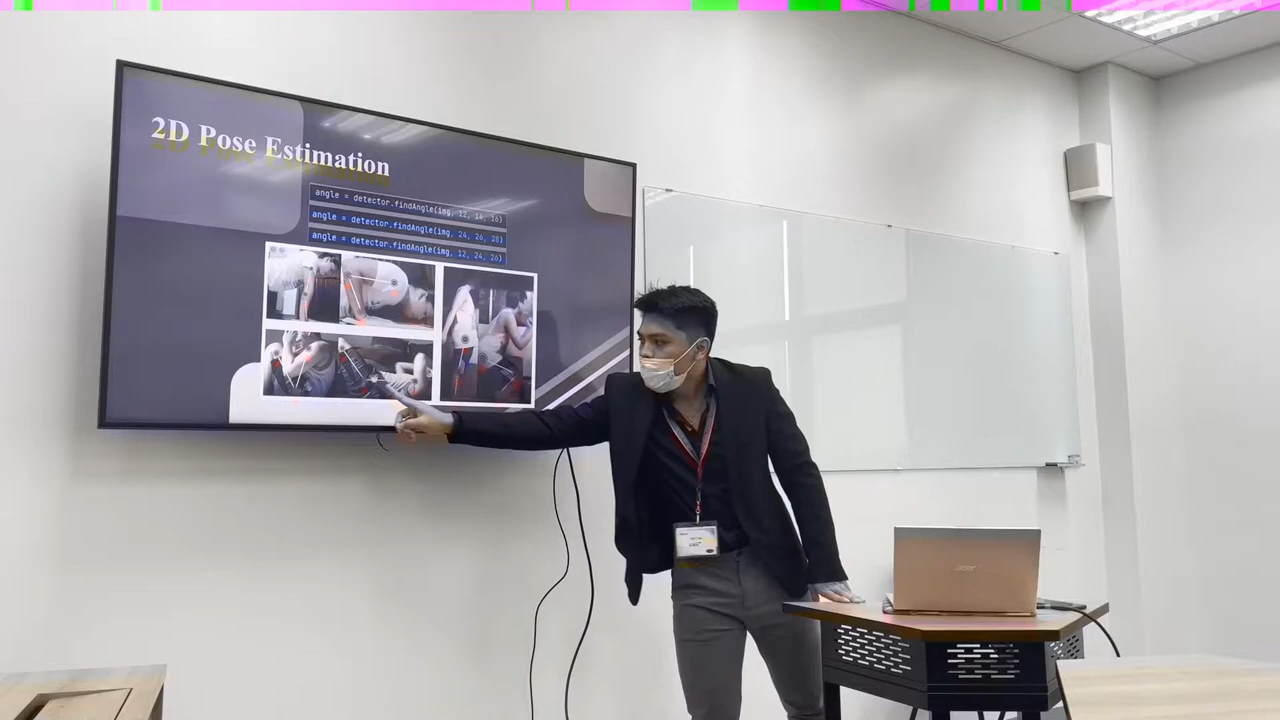 2D Pose Estimation
angle = detector.findAngle(img, 12, 14, 16)
angle = detector.findAngle(img, 24, 26, 28)
angle = detector.findAngle(img, 12, 24, 26)
acer